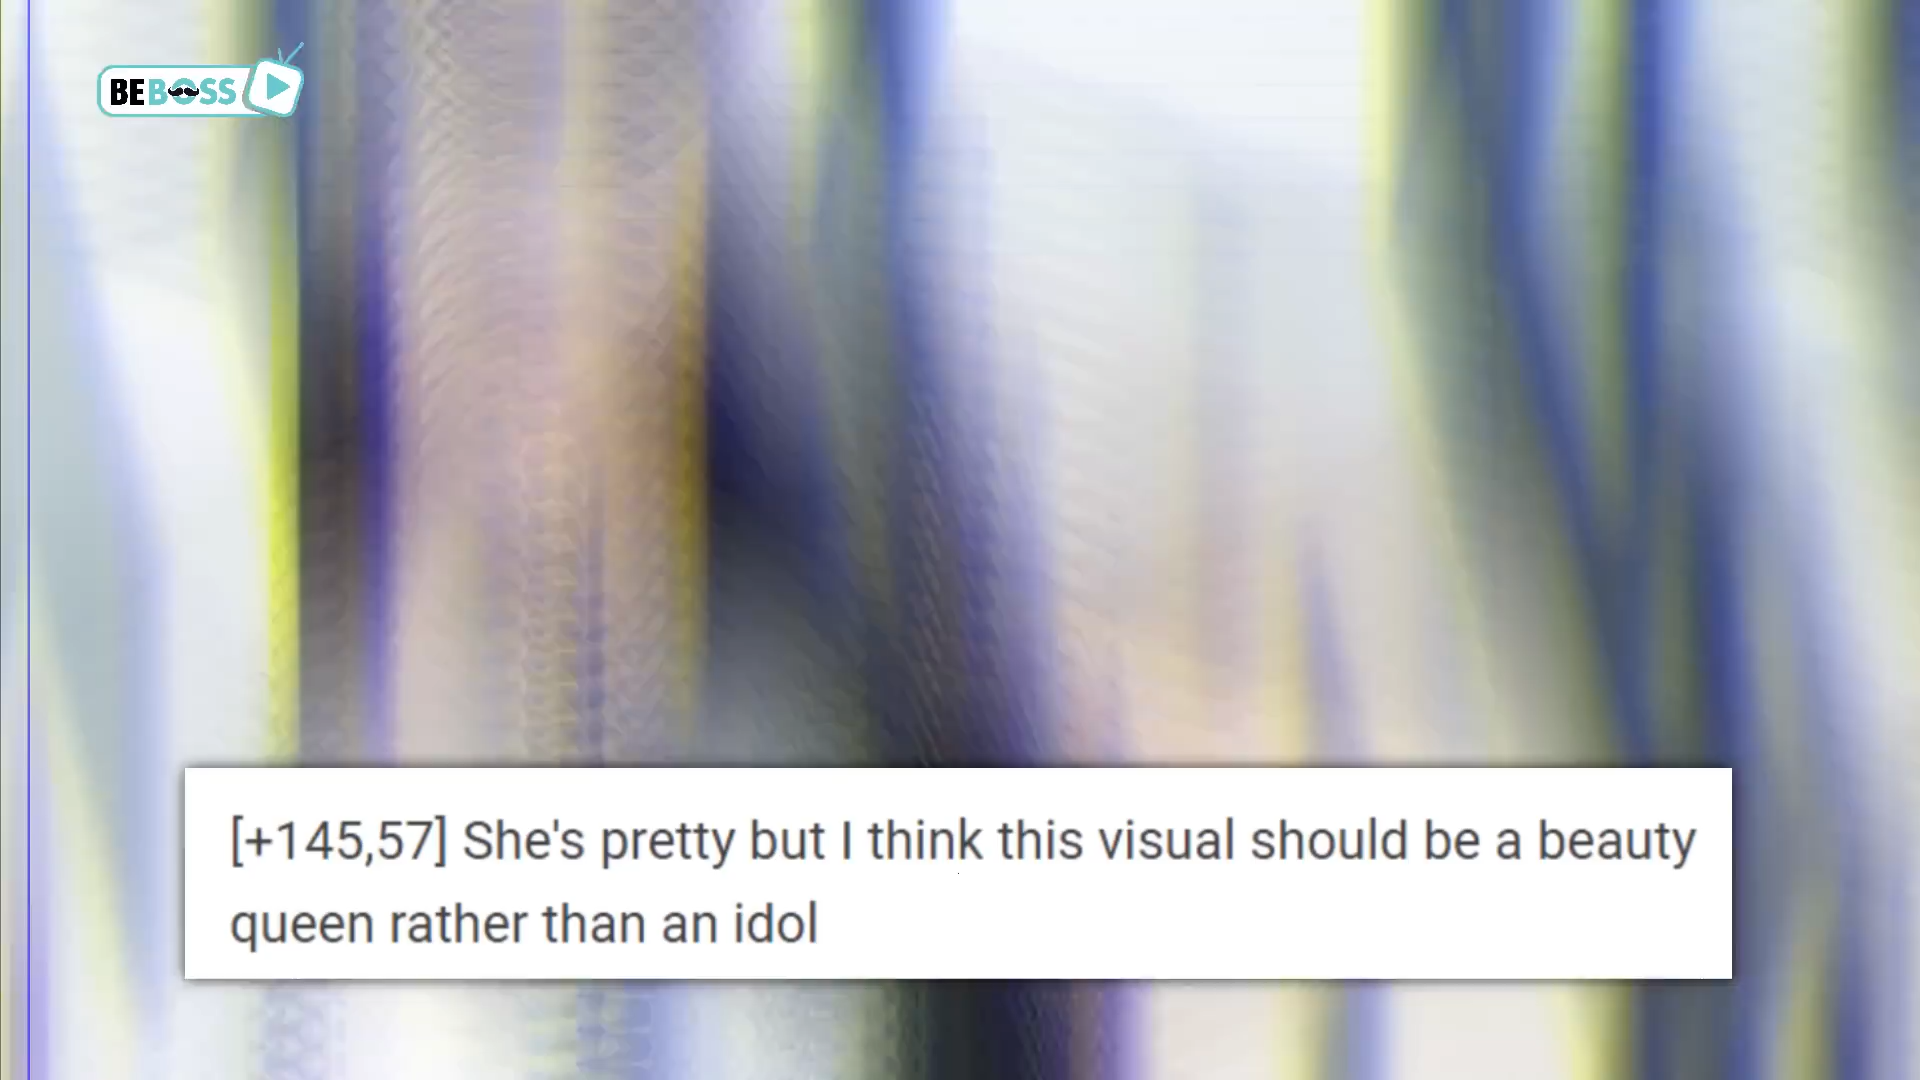 BEBOSS
[+145,57] She's pretty but I think this visual should be a beauty
queen rather than an idol